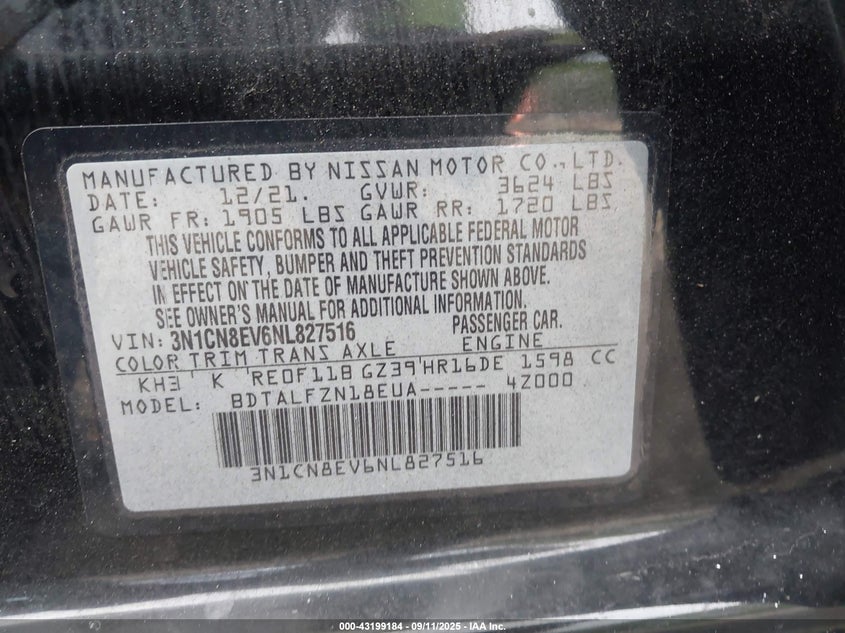 MANUFACTURED BY NISSAN MOTOR CO., LTD.
DATE: 12/21. GVWR: 3624 LBS
GAWR FR: 1905 LBS GAWR RR: 1720 LBS
THIS VEHICLE CONFORMS TO ALL APPLICABLE FEDERAL MOTOR
VEHICLE SAFETY, BUMPER AND THEFT PREVENTION STANDARDS
IN EFFECT ON THE DATE OF MANUFACTURE SHOWN ABOVE.
SEE OWNER'S MANUAL FOR ADDITIONAL INFORMATION.
VIN: 3N1CN8EV6NL827516 PASSENGER CAR.
COLOR TRIM TRANS AXLE ENGINE
KH3 ' K ' RE0F11B GZ39 ' HR16DE 1598 CC
MODEL: BDTALFZN18EUA----- 4Z000
3N1CN8EV6NL827516
000-43199184 - 09/11/2025 - IAA Inc.